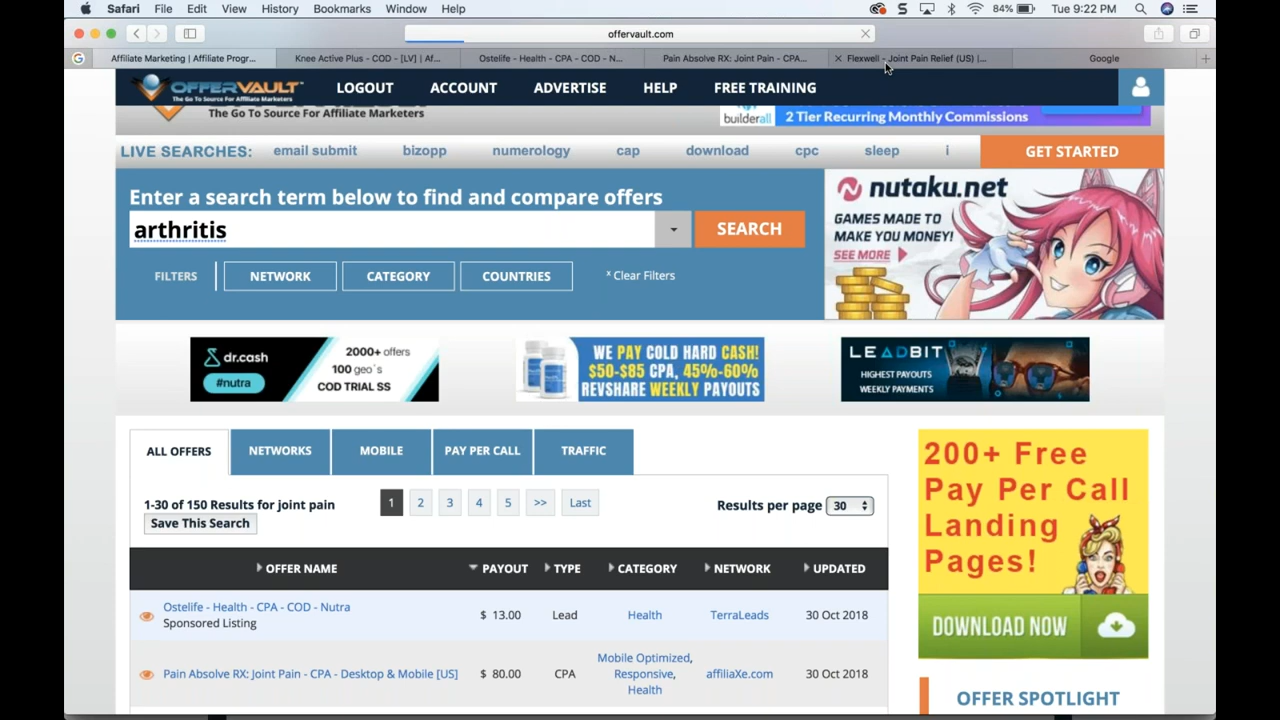 Safari File Edit View History Bookmarks Window Help 84% Tue 9:22 PM
offervault.com
Affiliate Marketing | Affiliate Progr... Knee Active Plus - COD - [LV] | Af... Ostelife - Health - CPA - COD - N... Pain Absolve RX: Joint Pain - CPA... Flexwell - Joint Pain Relief (US) |... Google
OFFERVAULT LOGOUT ACCOUNT ADVERTISE HELP FREE TRAINING
The Go To Source For Affiliate Marketers
The Go To Source For Affiliate Marketers
builderall 2 Tier Recurring Monthly Commissions
LIVE SEARCHES: email submit bizopp numerology cap download cpc sleep i GET STARTED
Enter a search term below to find and compare offers
arthritis SEARCH
FILTERS NETWORK CATEGORY COUNTRIES x Clear Filters
nutaku.net
GAMES MADE TO
MAKE YOU MONEY!
SEE MORE
dr.cash
#nutra
2000+ offers
100 geo`s
COD TRIAL SS
WE PAY COLD HARD CASH!
$50-$85 CPA, 45%-60%
REVSHARE WEEKLY PAYOUTS
LEADBIT
HIGHEST PAYOUTS
WEEKLY PAYMENTS
ALL OFFERS NETWORKS MOBILE PAY PER CALL TRAFFIC
1-30 of 150 Results for joint pain 1 2 3 4 5 >> Last Results per page 30
Save This Search
OFFER NAME PAYOUT TYPE CATEGORY NETWORK UPDATED
Ostelife - Health - CPA - COD - Nutra
Sponsored Listing
$ 13.00 Lead Health TerraLeads 30 Oct 2018
Pain Absolve RX: Joint Pain - CPA - Desktop & Mobile [US] $ 80.00 CPA
Mobile Optimized,
Responsive,
Health
affiliaXe.com 30 Oct 2018
200+ Free
Pay Per Call
Landing
Pages!
DOWNLOAD NOW
OFFER SPOTLIGHT